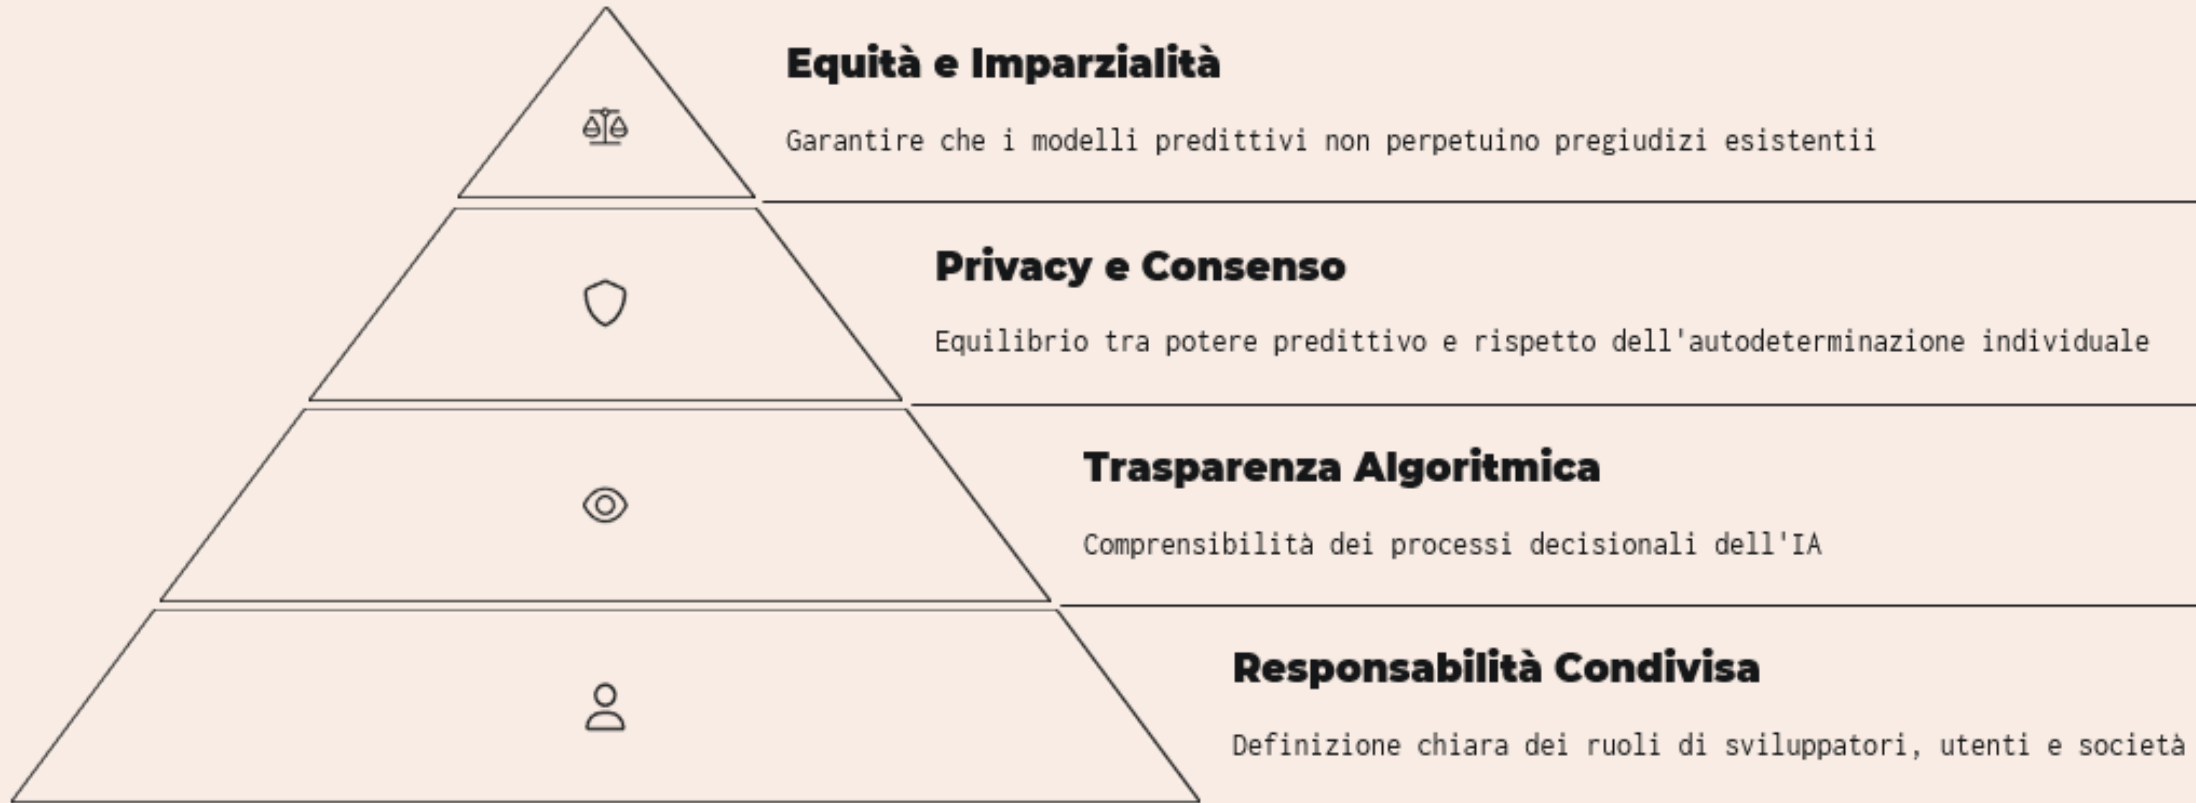 Equità e Imparzialità
Garantire che i modelli predittivi non perpetuino pregiudizi esistentii
Privacy e Consenso
Equilibrio tra potere predittivo e rispetto dell'autodeterminazione individuale
Trasparenza Algoritmica
Comprensibilità dei processi decisionali dell'IA
Responsabilità Condivisa
Definizione chiara dei ruoli di sviluppatori, utenti e società